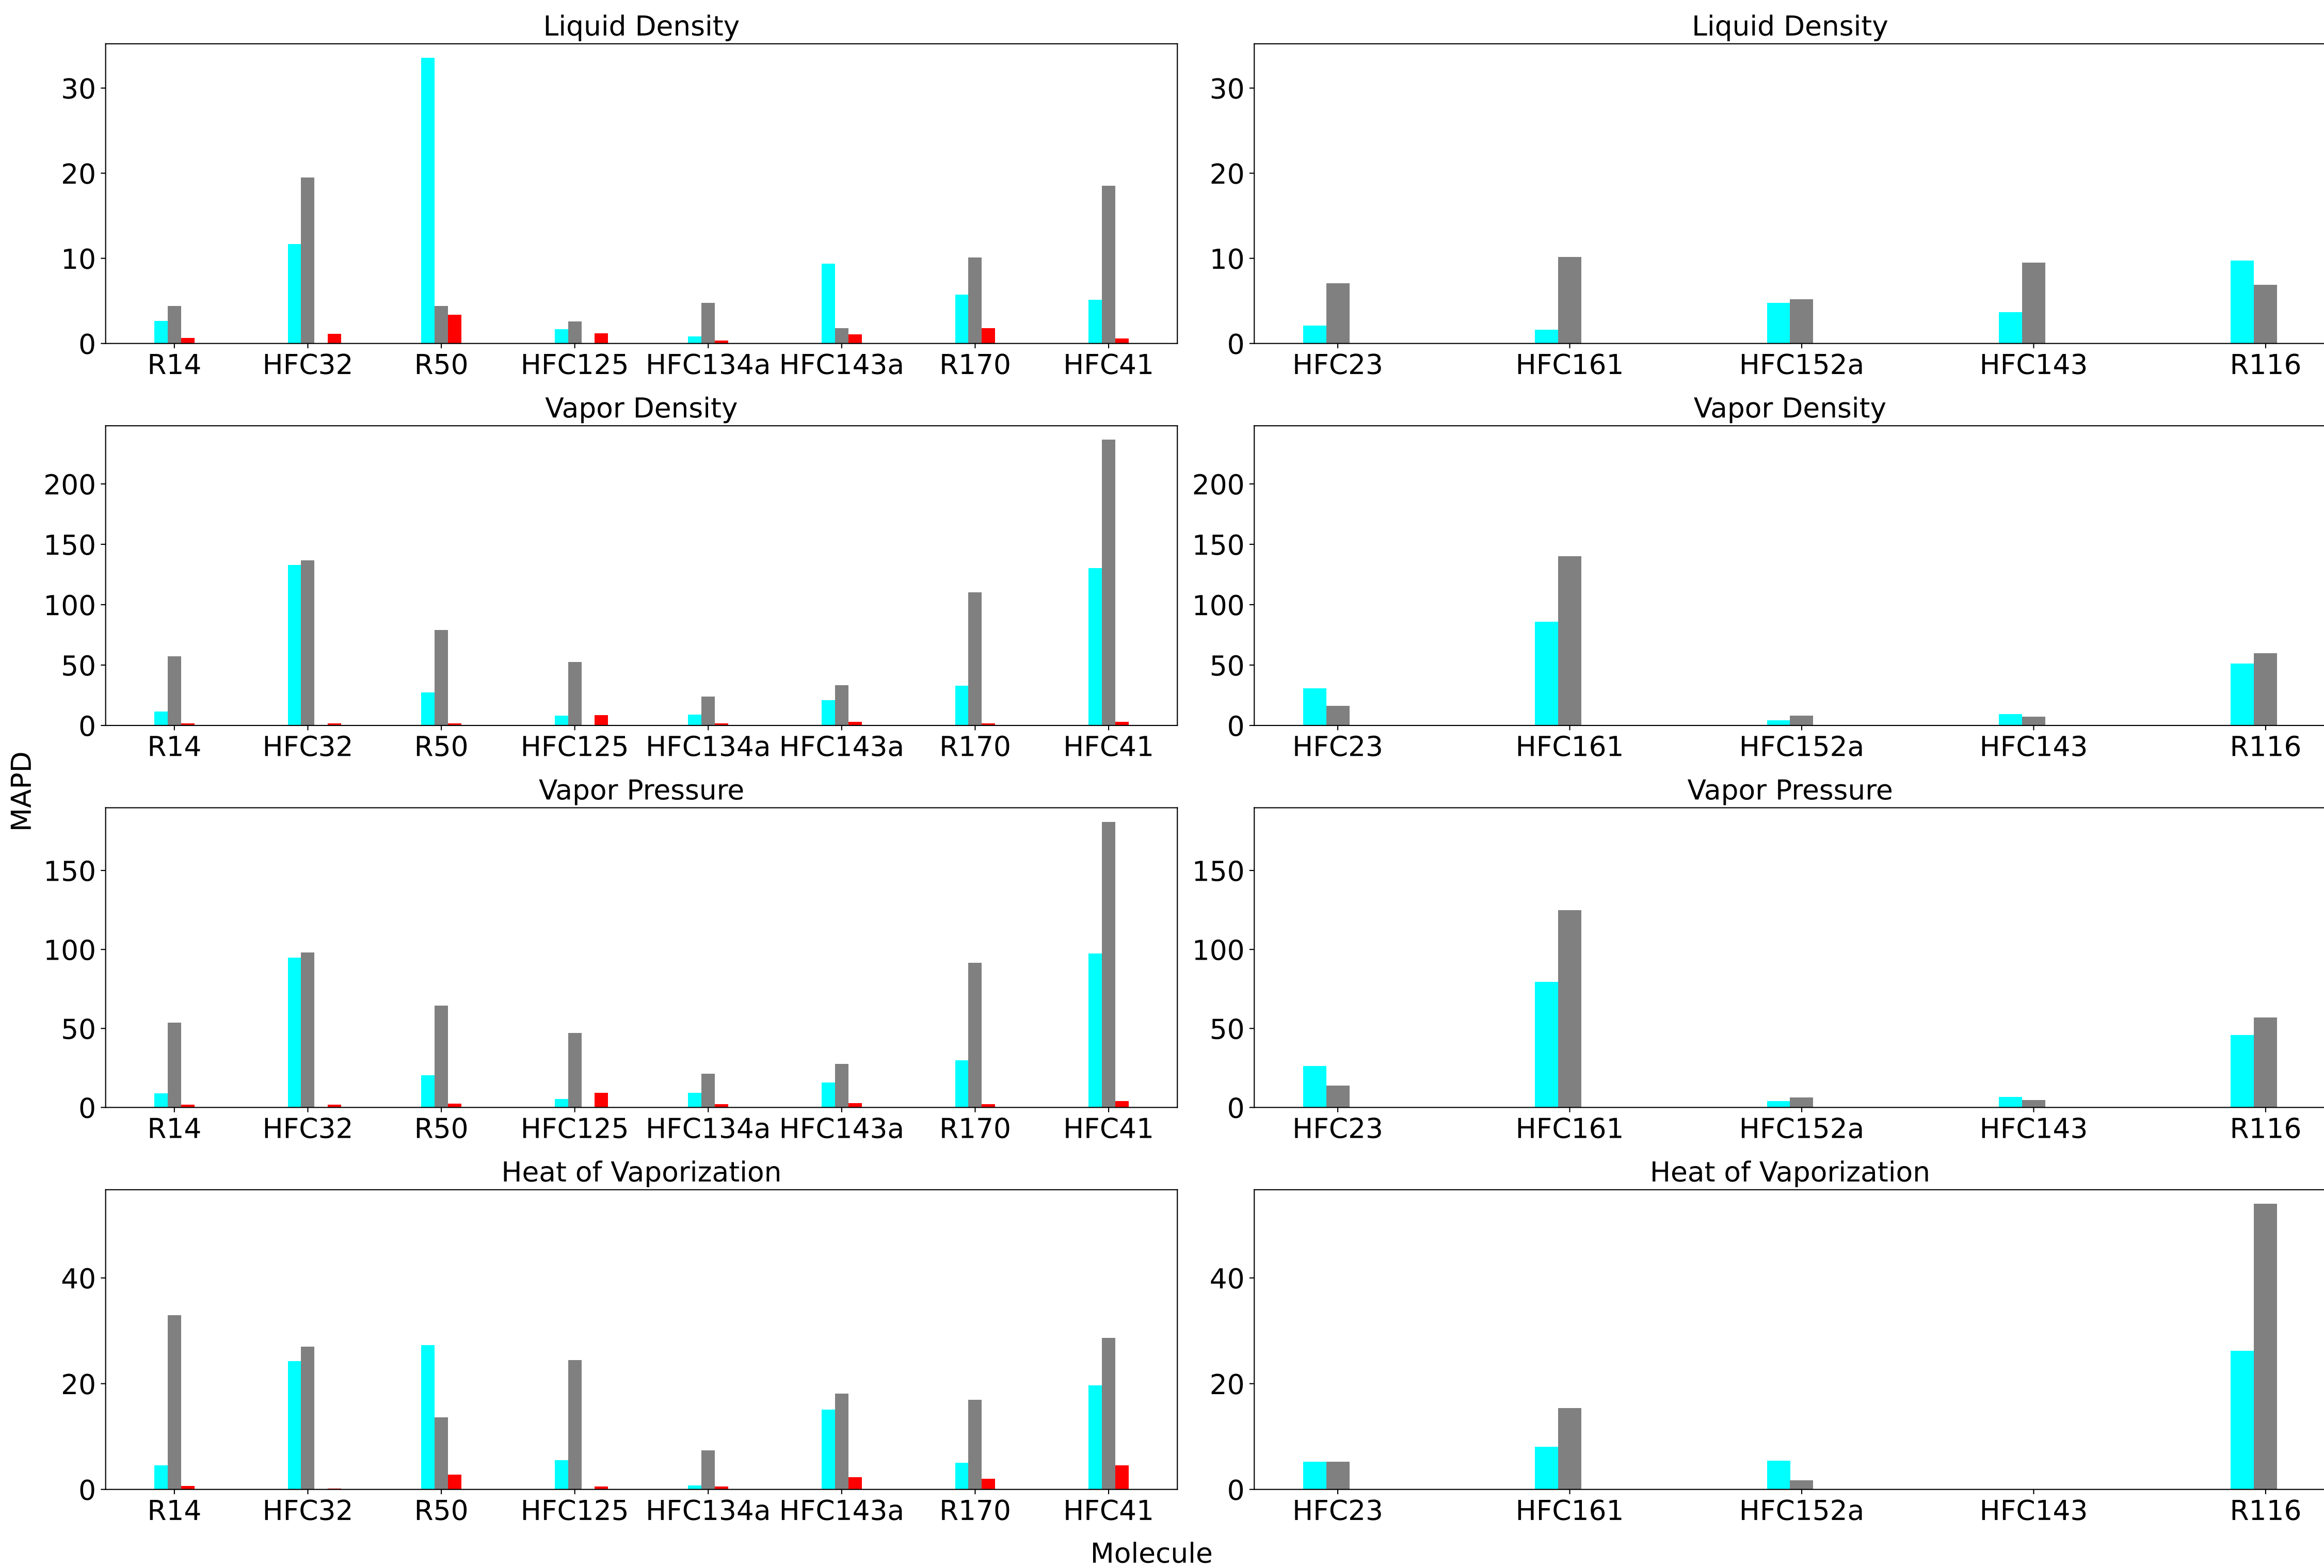 Liquid Density
30
20
10
0
R14 HFC32 R50 HFC125 HFC134a HFC143a R170 HFC41
Liquid Density
30
20
10
0
HFC23 HFC161 HFC152a HFC143 R116
Vapor Density
200
150
100
50
0
R14 HFC32 R50 HFC125 HFC134a HFC143a R170 HFC41
Vapor Density
200
150
100
50
0
HFC23 HFC161 HFC152a HFC143 R116
MAPD
Vapor Pressure
150
100
50
0
R14 HFC32 R50 HFC125 HFC134a HFC143a R170 HFC41
Vapor Pressure
150
100
50
0
HFC23 HFC161 HFC152a HFC143 R116
Heat of Vaporization
40
20
0
R14 HFC32 R50 HFC125 HFC134a HFC143a R170 HFC41
Heat of Vaporization
40
20
0
HFC23 HFC161 HFC152a HFC143 R116
Molecule